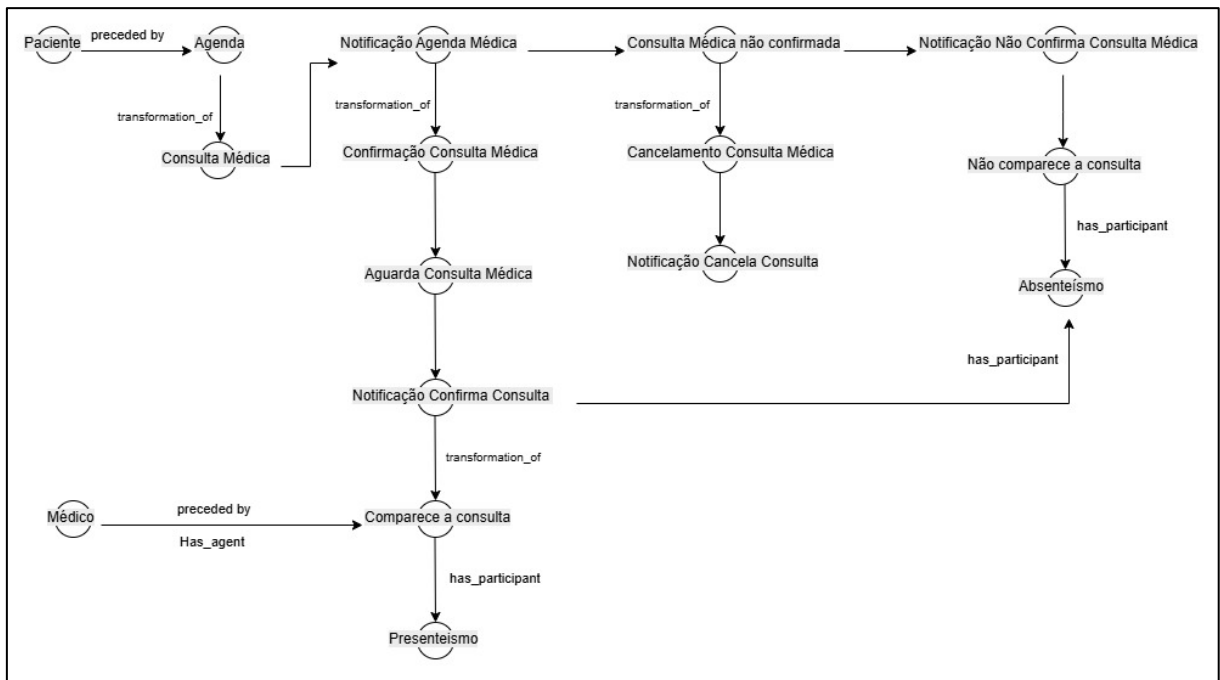 Paciente
preceded by
Agenda
Notificação Agenda Médica
Consulta Médica não confirmada
Notificação Não Confirma Consulta Médica
transformation_of
transformation_of
transformation_of
Consulta Médica
Confirmação Consulta Médica
Cancelamento Consulta Médica
Não comparece a consulta
has_participant
Aguarda Consulta Médica
Notificação Cancela Consulta
Absenteísmo
has_participant
Notificação Confirma Consulta
transformation_of
Médico
preceded by
Has_agent
Comparece a consulta
has_participant
Presenteismo